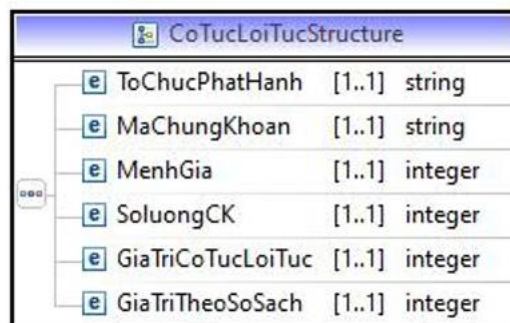 CoTucLoiTucStructure
ToChucPhatHanh [1..1] string
MaChungKhoan [1..1] string
MenhGia [1..1] integer
SoluongCK [1..1] integer
GiaTriCoTucLoiTuc [1..1] integer
GiaTriTheoSoSach [1..1] integer